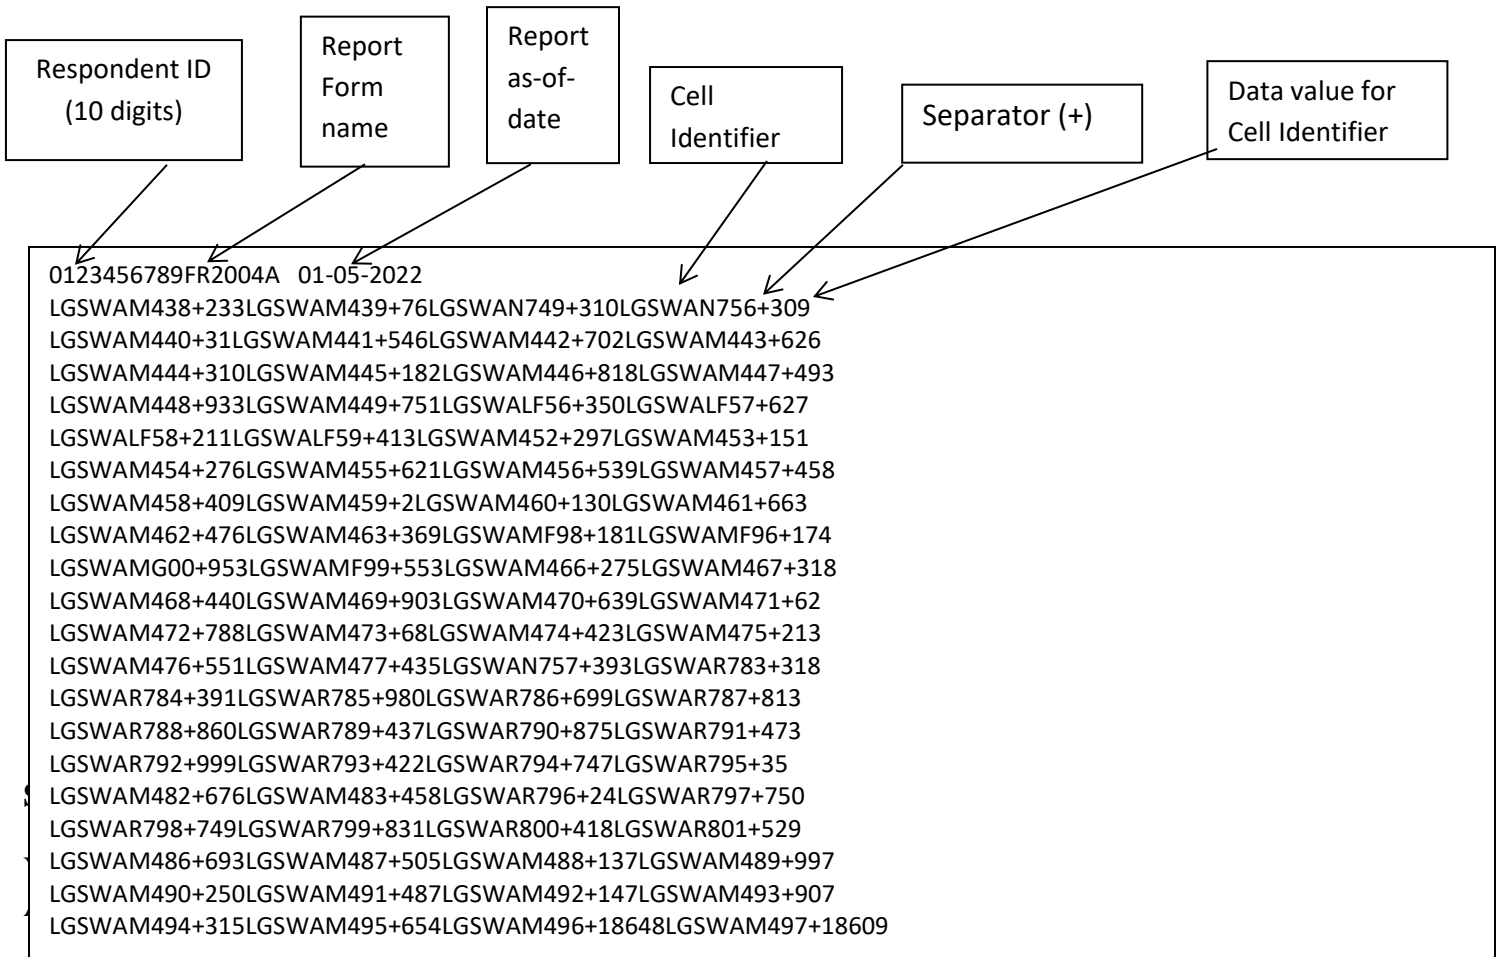 Respondent ID
(10 digits)
Report
Form
name
Report
as-of-
date
Cell
Identifier
Separator (+)
Data value for
Cell Identifier
0123456789FR2004A   01-05-2022
LGSWAM438+233LGSWAM439+76LGSWAN749+310LGSWAN756+309
LGSWAM440+31LGSWAM441+546LGSWAM442+702LGSWAM443+626
LGSWAM444+310LGSWAM445+182LGSWAM446+818LGSWAM447+493
LGSWAM448+933LGSWAM449+751LGSWALF56+350LGSWALF57+627
LGSWALF58+211LGSWALF59+413LGSWAM452+297LGSWAM453+151
LGSWAM454+276LGSWAM455+621LGSWAM456+539LGSWAM457+458
LGSWAM458+409LGSWAM459+2LGSWAM460+130LGSWAM461+663
LGSWAM462+476LGSWAM463+369LGSWAMF98+181LGSWAMF96+174
LGSWAMG00+953LGSWAMF99+553LGSWAM466+275LGSWAM467+318
LGSWAM468+440LGSWAM469+903LGSWAM470+639LGSWAM471+62
LGSWAM472+788LGSWAM473+68LGSWAM474+423LGSWAM475+213
LGSWAM476+551LGSWAM477+435LGSWAN757+393LGSWAR783+318
LGSWAR784+391LGSWAR785+980LGSWAR786+699LGSWAR787+813
LGSWAR788+860LGSWAR789+437LGSWAR790+875LGSWAR791+473
LGSWAR792+999LGSWAR793+422LGSWAR794+747LGSWAR795+35
LGSWAM482+676LGSWAM483+458LGSWAR796+24LGSWAR797+750
LGSWAR798+749LGSWAR799+831LGSWAR800+418LGSWAR801+529
LGSWAM486+693LGSWAM487+505LGSWAM488+137LGSWAM489+997
LGSWAM490+250LGSWAM491+487LGSWAM492+147LGSWAM493+907
LGSWAM494+315LGSWAM495+654LGSWAM496+18648LGSWAM497+18609